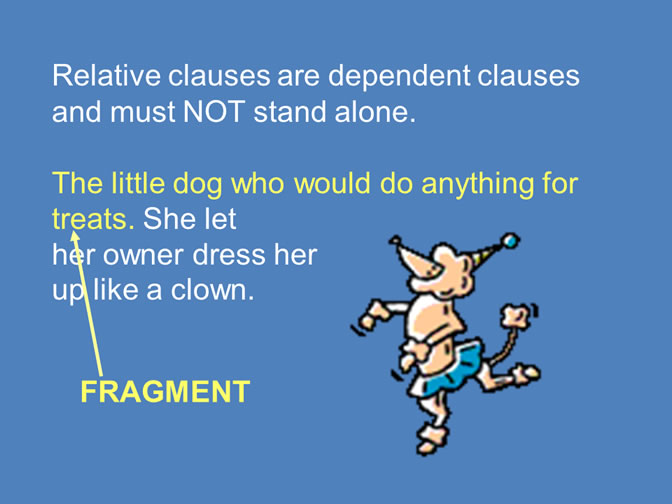 Relative clauses are dependent clauses
and must NOT stand alone.
The little dog who would do anything for
treats. She let
her owner dress her
up like a clown.
FRAGMENT